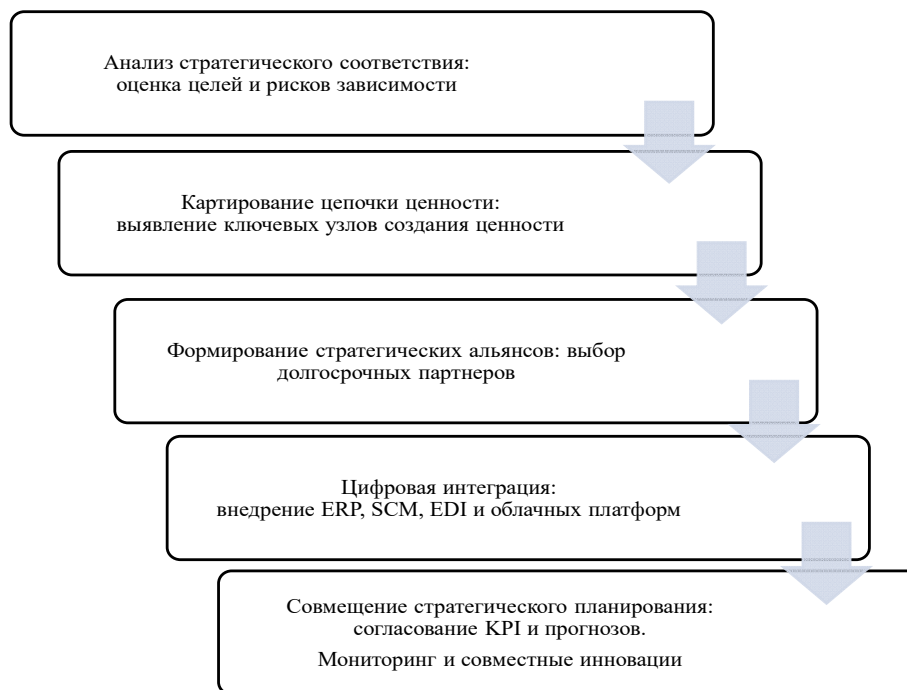 Анализ стратегического соответствия:
оценка целей и рисков зависимости
Картирование цепочки ценности:
выявление ключевых узлов создания ценности
Формирование стратегических альянсов: выбор
долгосрочных партнеров
Цифровая интеграция:
внедрение ERP, SCM, EDI и облачных платформ
Совмещение стратегического планирования:
согласование KPI и прогнозов.
Мониторинг и совместные инновации